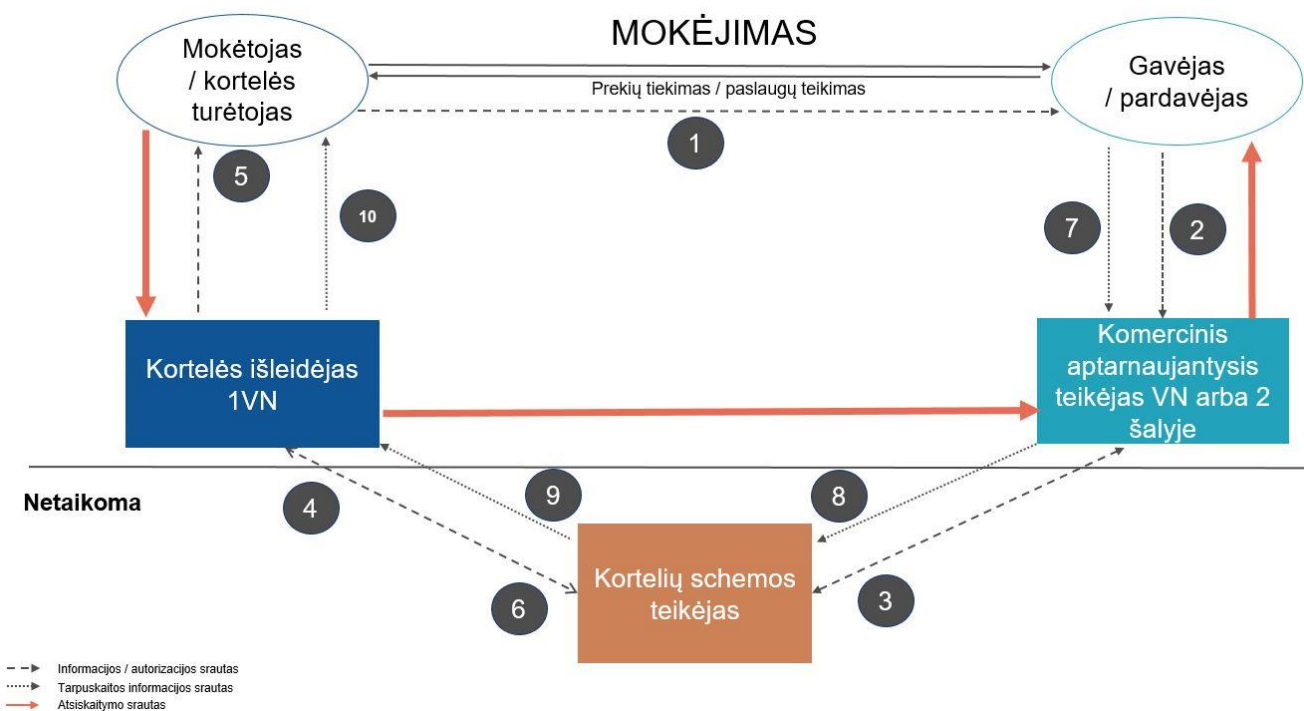 MOKĖJIMAS
Mokėtojas
/ kortelės
turėtojas
Prekių tiekimas / paslaugų teikimas
Gavėjas
/ pardavėjas
1
5
10
7
2
Kortelės išleidėjas
1VN
Komercinis
aptarnaujantysis
teikėjas VN arba 2
šalyje
Netaikoma
4
9
8
6
3
Kortelių schemos
teikėjas
Informacijos / autorizacijos srautas
Tarpuskaitos informacijos srautas
Atsiskaitymo srautas